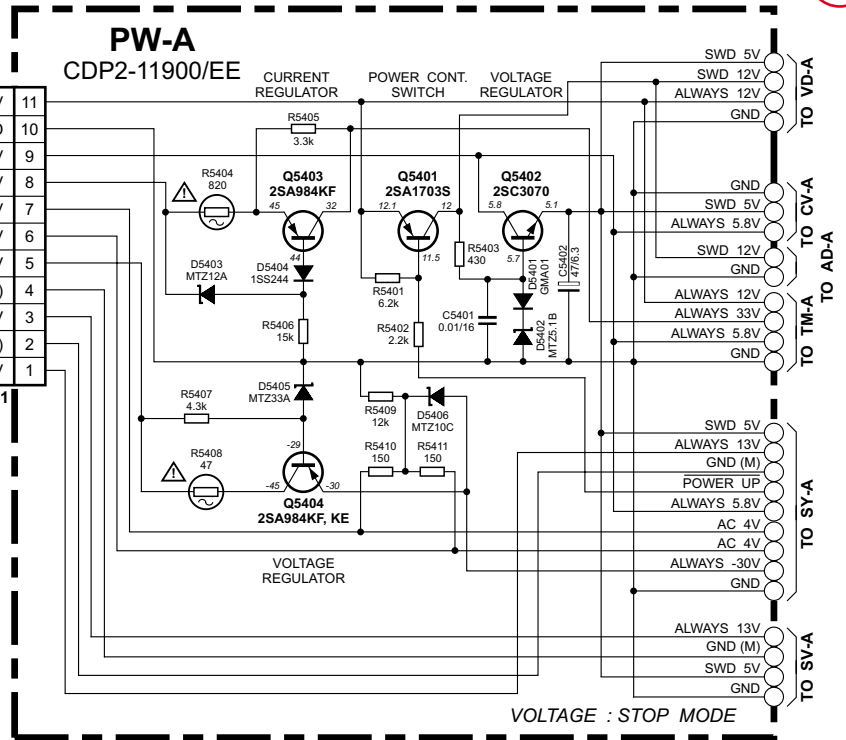 PW-A
CDP2-11900/EE
CURRENT
REGULATOR
POWER CONT.
SWITCH
VOLTAGE
REGULATOR
R5405
3.3k
R5404
820
Q5403
2SA984KF
Q5401
2SA1703S
Q5402
2SC3070
45
32
44
12.1
12
11.5
5.8
5.1
5.7
D5403
MTZ12A
D5404
1SS244
R5401
6.2k
R5403
430
D5401
GMA01
C5402
47/6.3
R5406
15k
R5402
2.2k
C5401
0.01/16
D5402
MTZ5.1B
R5407
4.3k
D5405
MTZ33A
R5409
12k
D5406
MTZ10C
R5408
47
-29
-45
-30
R5410
150
R5411
150
Q5404
2SA984KF, KE
VOLTAGE
REGULATOR
11
10
9
8
7
6
5
4
3
2
1
1
SWD 5V
SWD 12V
ALWAYS 12V
GND
TO VD-A
GND
SWD 5V
ALWAYS 5.8V
TO CV-A
SWD 12V
GND
TO AD-A
ALWAYS 12V
ALWAYS 33V
ALWAYS 5.8V
GND
TO TM-A
SWD 5V
ALWAYS 13V
GND (M)
POWER UP
ALWAYS 5.8V
AC 4V
AC 4V
ALWAYS -30V
GND
TO SY-A
ALWAYS 13V
GND (M)
SWD 5V
GND
TO SV-A
VOLTAGE : STOP MODE